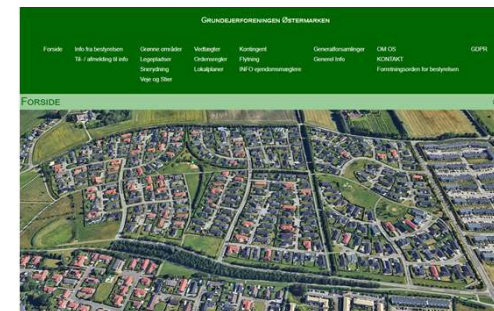 GRUNDEJERFORENINGEN ØSTERMARKEN
Forside Info fra bestyrelsen Grønne områder Vedtægter Kontingent Generalforsamlinger OM OS GDPR
Til- / afmelding til info Legepladser Ordensregler Flytning Generel Info KONTAKT
Snerydning Lokalplaner INFO ejendomsmæglere Forretningsorden for bestyrelsen
Veje og Stier
FORSIDE